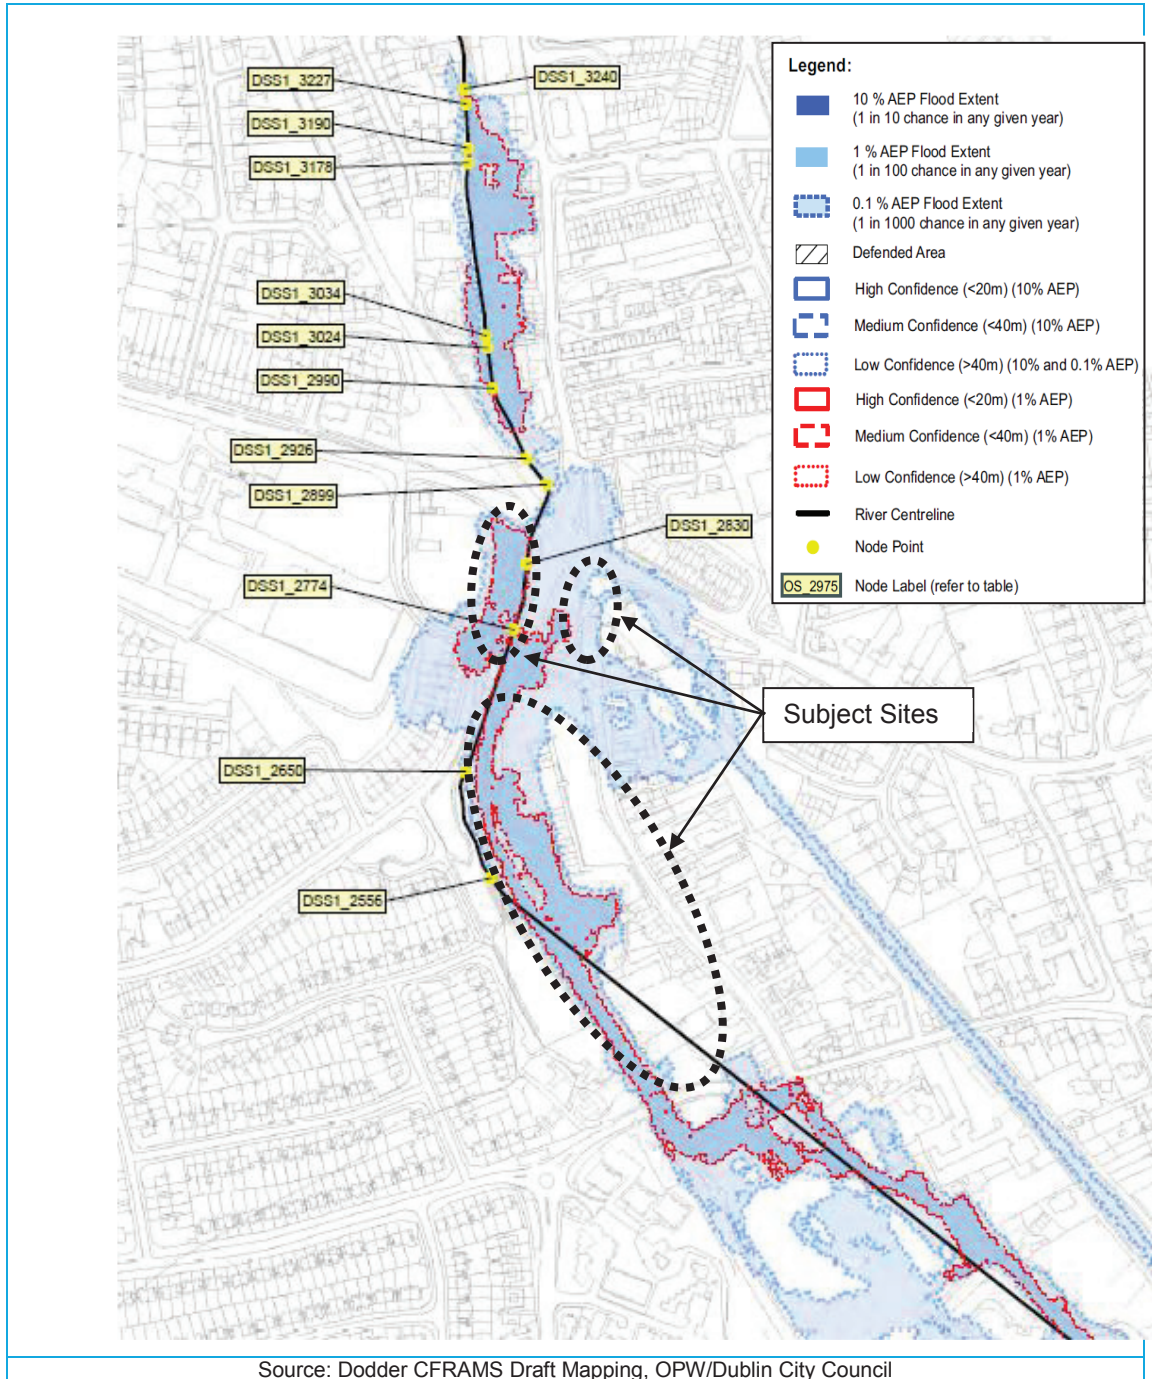 DSS1_3227
DSS1_3240
DSS1_3190
DSS1_3178
DSS1_3034
DSS1_3024
DSS1_2990
DSS1_2926
DSS1_2899
DSS1_2830
DSS1_2774
DSS1_2650
DSS1_2556
Legend:
10 % AEP Flood Extent
(1 in 10 chance in any given year)
1 % AEP Flood Extent
(1 in 100 chance in any given year)
0.1 % AEP Flood Extent
(1 in 1000 chance in any given year)
Defended Area
High Confidence (<20m) (10% AEP)
Medium Confidence (<40m) (10% AEP)
Low Confidence (>40m) (10% and 0.1% AEP)
High Confidence (<20m) (1% AEP)
Medium Confidence (<40m) (1% AEP)
Low Confidence (>40m) (1% AEP)
River Centreline
Node Point
OS_2975 Node Label (refer to table)
Subject Sites
Source: Dodder CFRAMS Draft Mapping, OPW/Dublin City Council